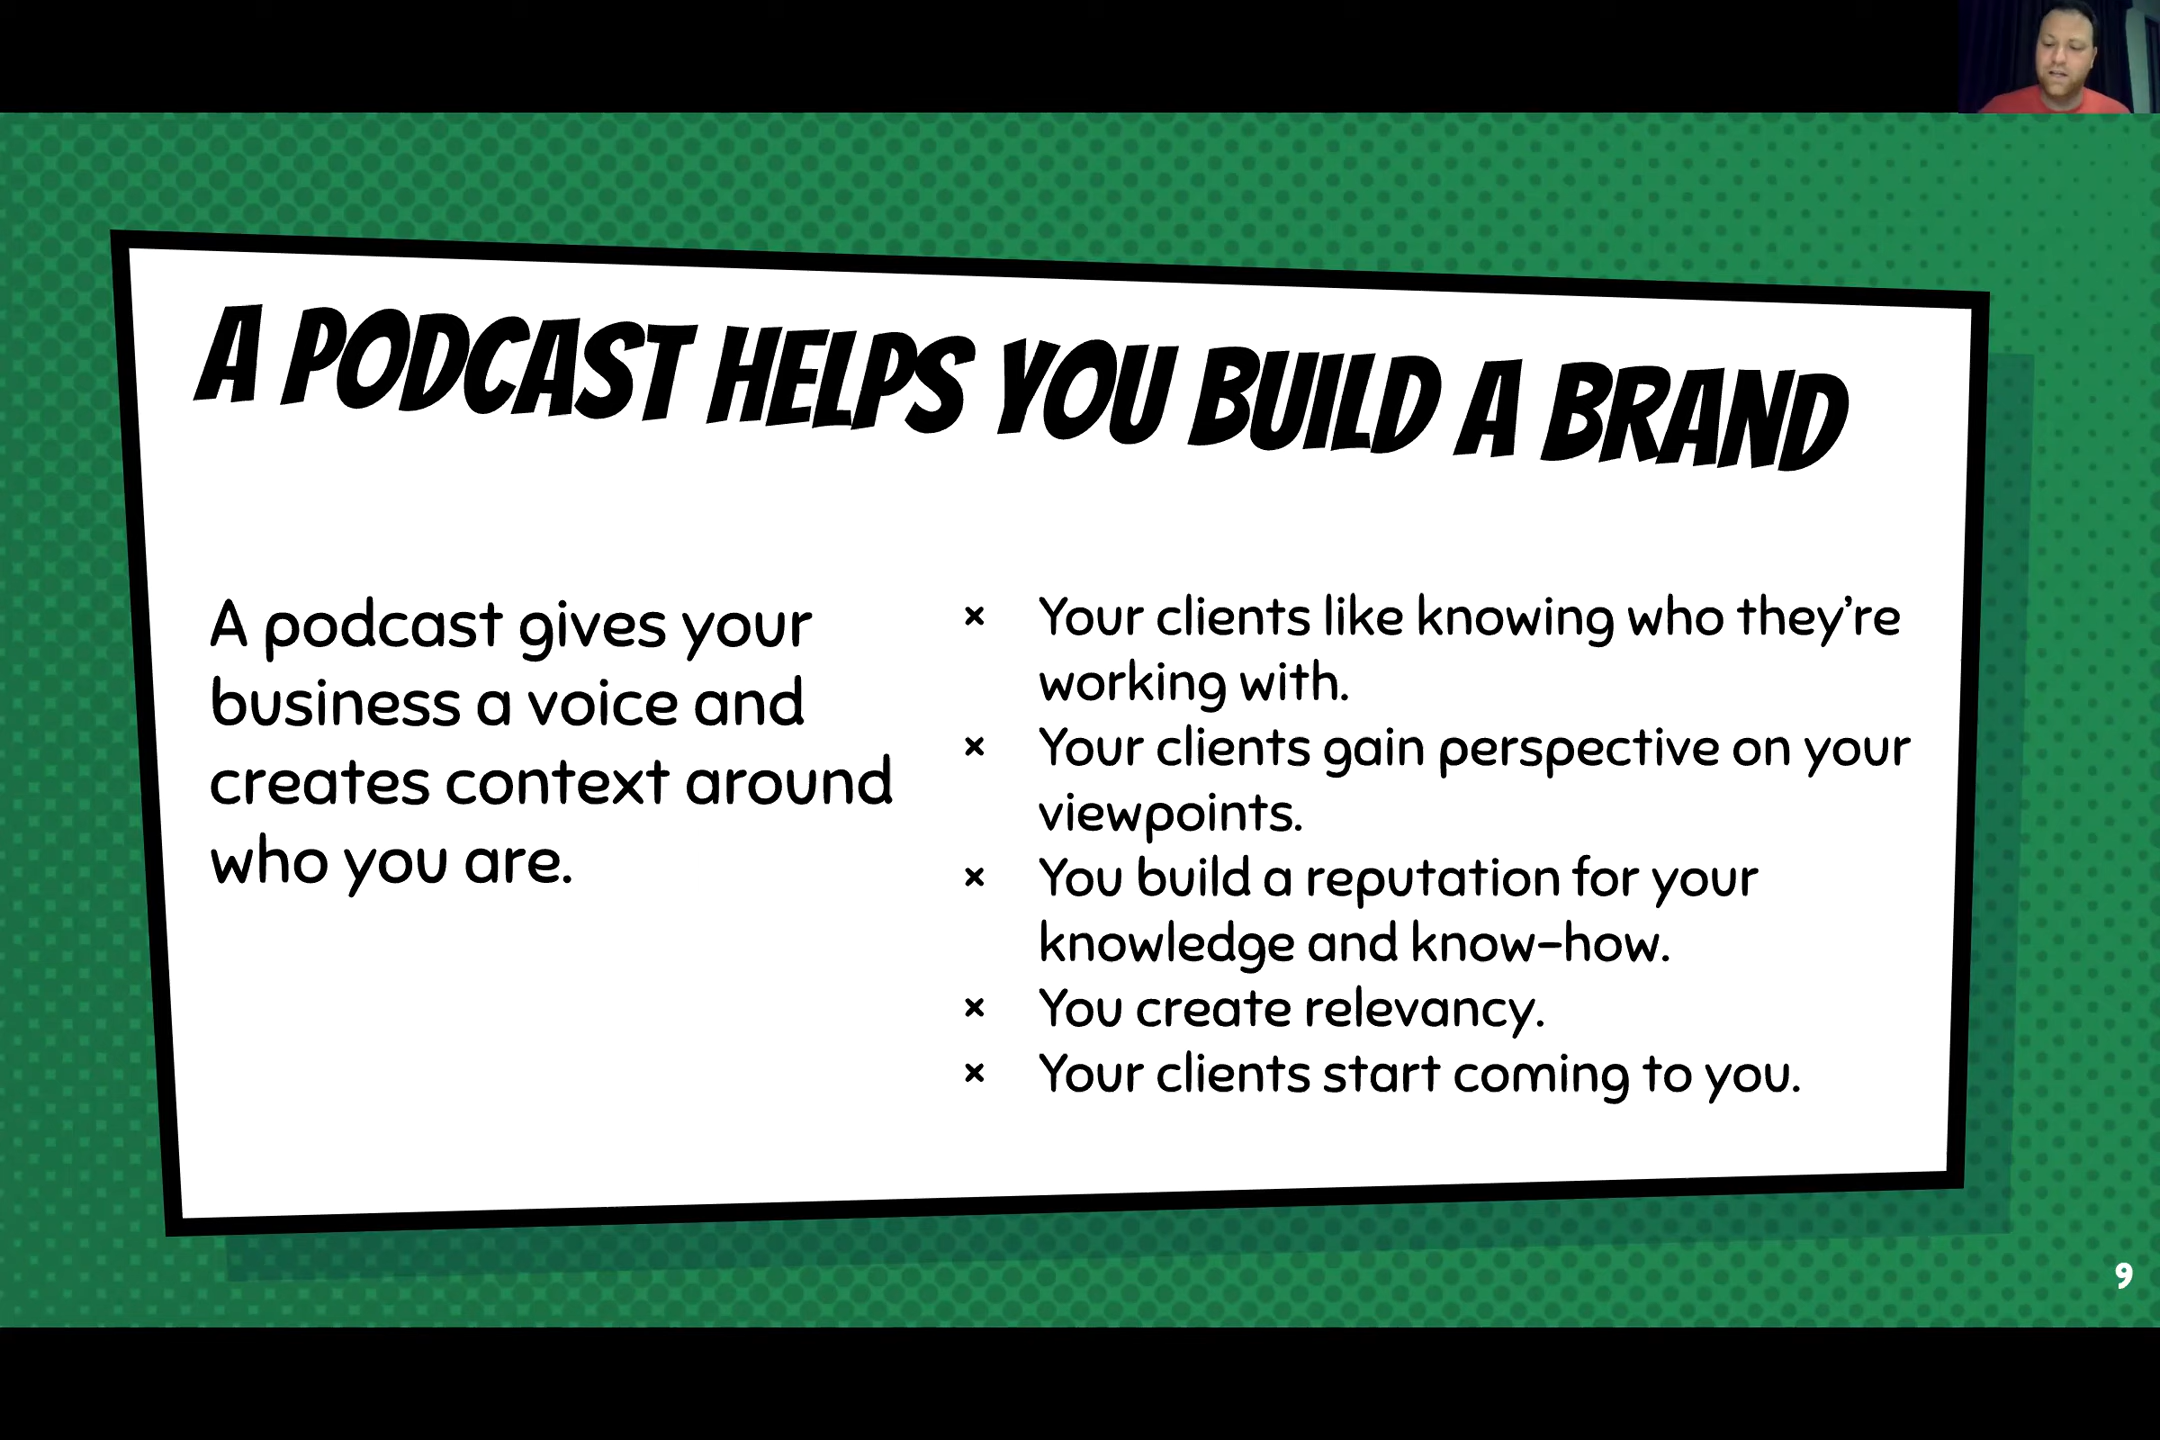 A PODCAST HELPS YOU BUILD A BRAND
A podcast gives your
business a voice and
creates context around
who you are.
× Your clients like knowing who they’re
working with.
× Your clients gain perspective on your
viewpoints.
× You build a reputation for your
knowledge and know-how.
× You create relevancy.
× Your clients start coming to you.
9